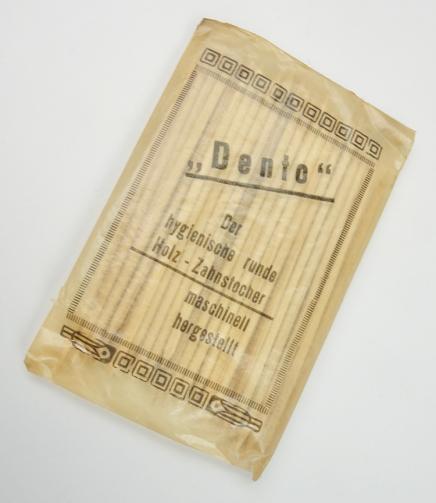 „Dento“
Der
hygienische runde
Holz - Zahnstocher
maschinell
hergestellt